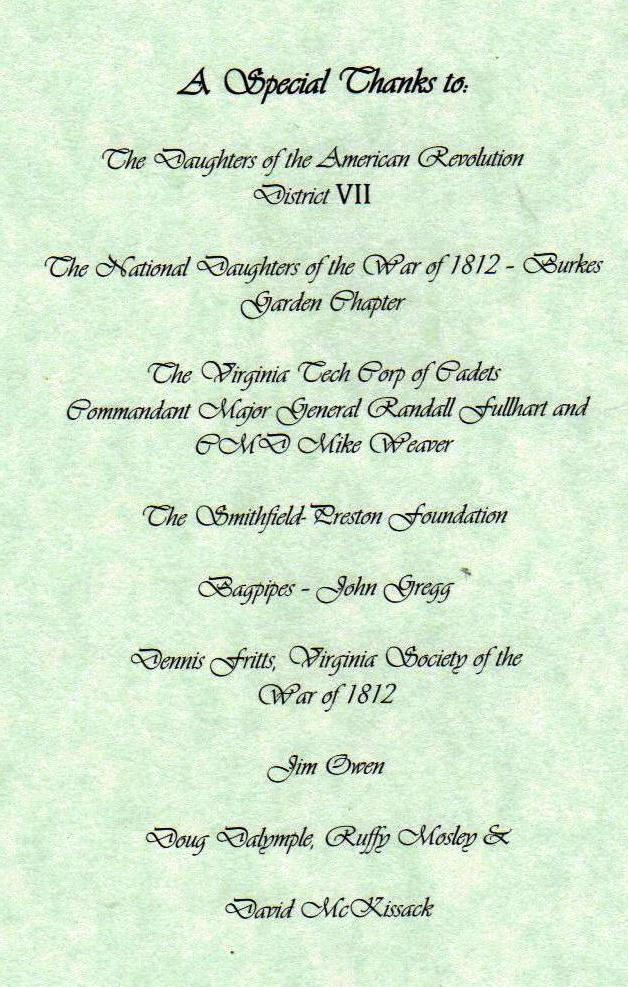 A Special Thanks to:
The Daughters of the American Revolution
District VII
The National Daughters of the War of 1812 - Burkes
Garden Chapter
The Virginia Tech Corp of Cadets
Commandant Major General Randall Fullhart and
CMD Mike Weaver
The Smithfield-Preston Foundation
Bagpipes - John Gregg
Dennis Fritts, Virginia Society of the
War of 1812
Jim Owen
Doug Dalymple, Ruffy Mosley &
David McKissack